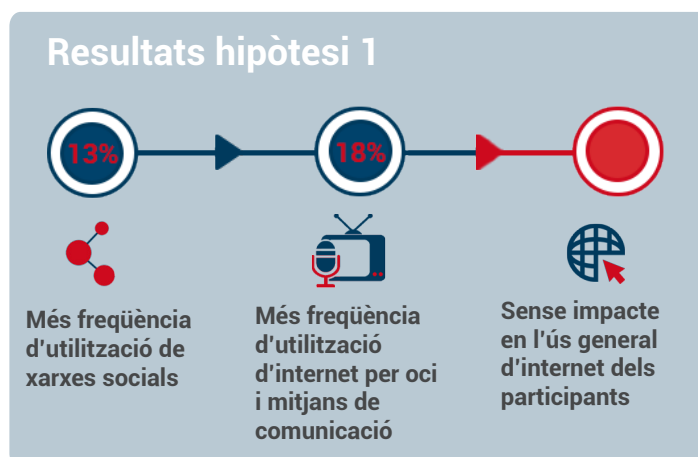 Resultats hipòtesi 1
13%
18%
Més freqüència
d'utilització de
xarxes socials
Més freqüència
d'utilització
d'internet per oci
i mitjans de
comunicació
Sense impacte
en l'ús general
d'internet dels
participants